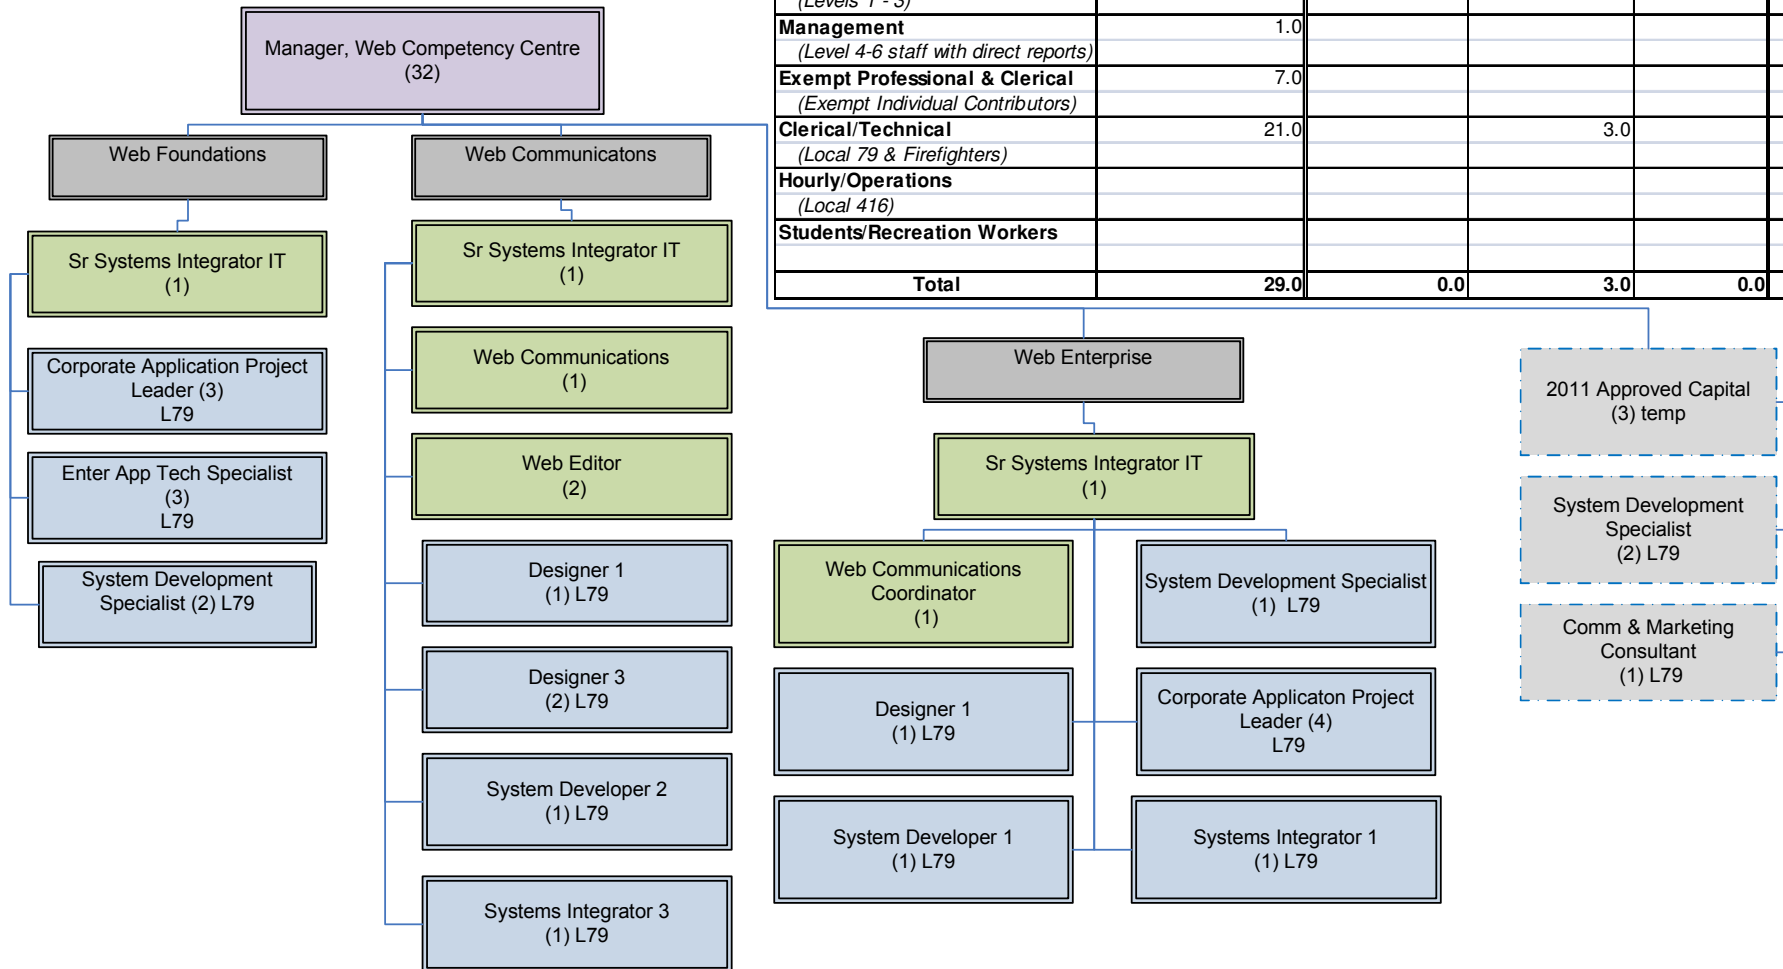 (Levels 1 - 3)
Management 1.0
(Level 4-6 staff with direct reports)
Exempt Professional & Clerical 7.0
(Exempt Individual Contributors)
Clerical/Technical 21.0 3.0
(Local 79 & Firefighters)
Hourly/Operations
(Local 416)
Students/Recreation Workers
Total 29.0 0.0 3.0 0.0
Manager, Web Competency Centre
(32)
Web Foundations
Sr Systems Integrator IT
(1)
Corporate Application Project
Leader (3)
L79
Enter App Tech Specialist
(3)
L79
System Development
Specialist (2) L79
Web Communicatons
Sr Systems Integrator IT
(1)
Web Communications
(1)
Web Editor
(2)
Designer 1
(1) L79
Designer 3
(2) L79
System Developer 2
(1) L79
Systems Integrator 3
(1) L79
Web Enterprise
Sr Systems Integrator IT
(1)
Web Communications
Coordinator
(1)
System Development Specialist
(1) L79
Designer 1
(1) L79
Corporate Applicaton Project
Leader (4)
L79
System Developer 1
(1) L79
Systems Integrator 1
(1) L79
2011 Approved Capital
(3) temp
System Development
Specialist
(2) L79
Comm & Marketing
Consultant
(1) L79